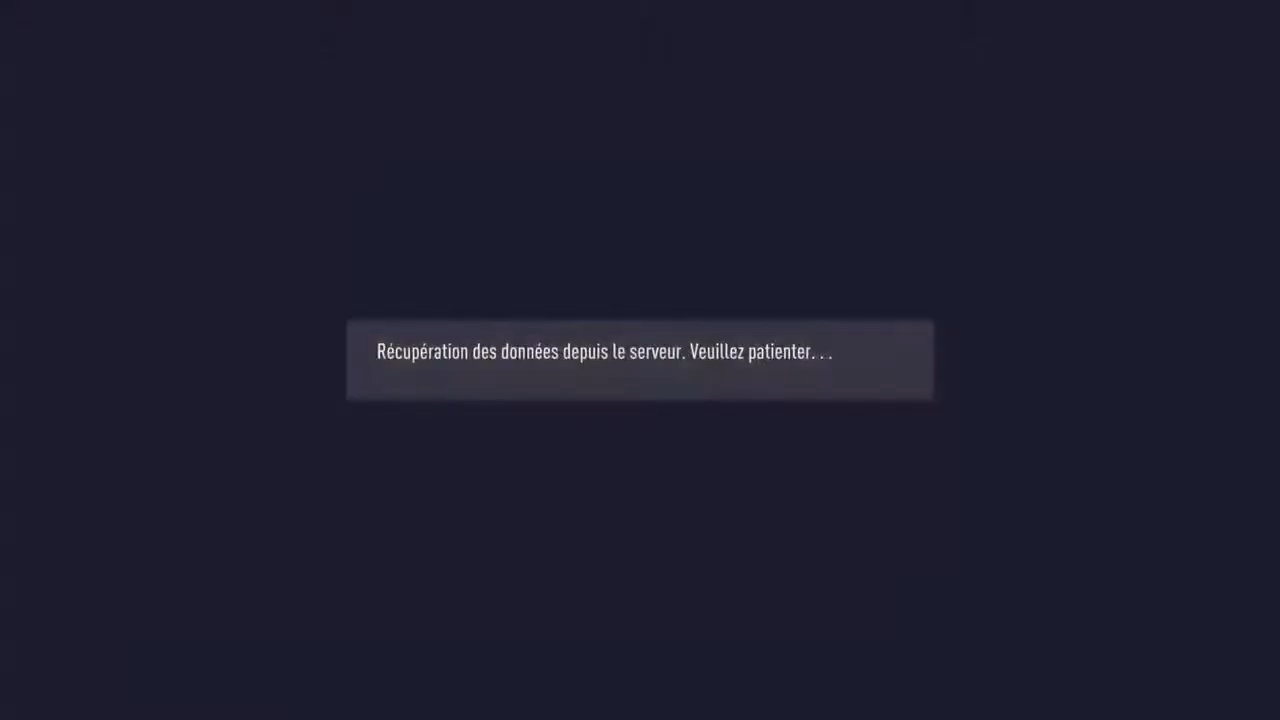 Récupération des données depuis le serveur. Veuillez patienter. . .